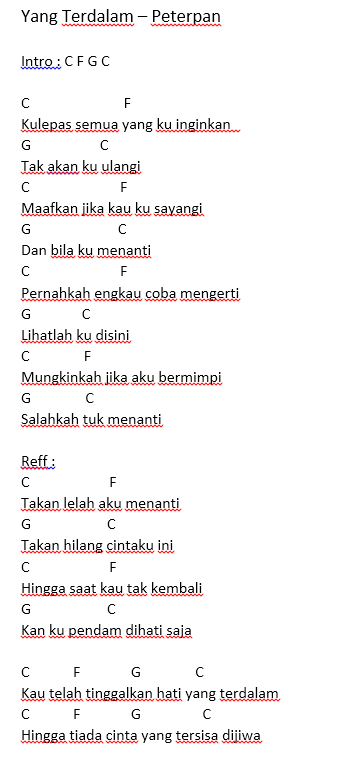 Yang Terdalam – Peterpan
Intro : C F G C
C F
Kulepas semua yang ku inginkan
G C
Tak akan ku ulangi
C F
Maafkan jika kau ku sayangi
G C
Dan bila ku menanti
C F
Pernahkah engkau coba mengerti
G C
Lihatlah ku disini
C F
Mungkinkah jika aku bermimpi
G C
Salahkah tuk menanti
Reff :
C F
Takan lelah aku menanti
G C
Takan hilang cintaku ini
C F
Hingga saat kau tak kembali
G C
Kan ku pendam dihati saja
C F G C
Kau telah tinggalkan hati yang terdalam
C F G C
Hingga tiada cinta yang tersisa dijiwa